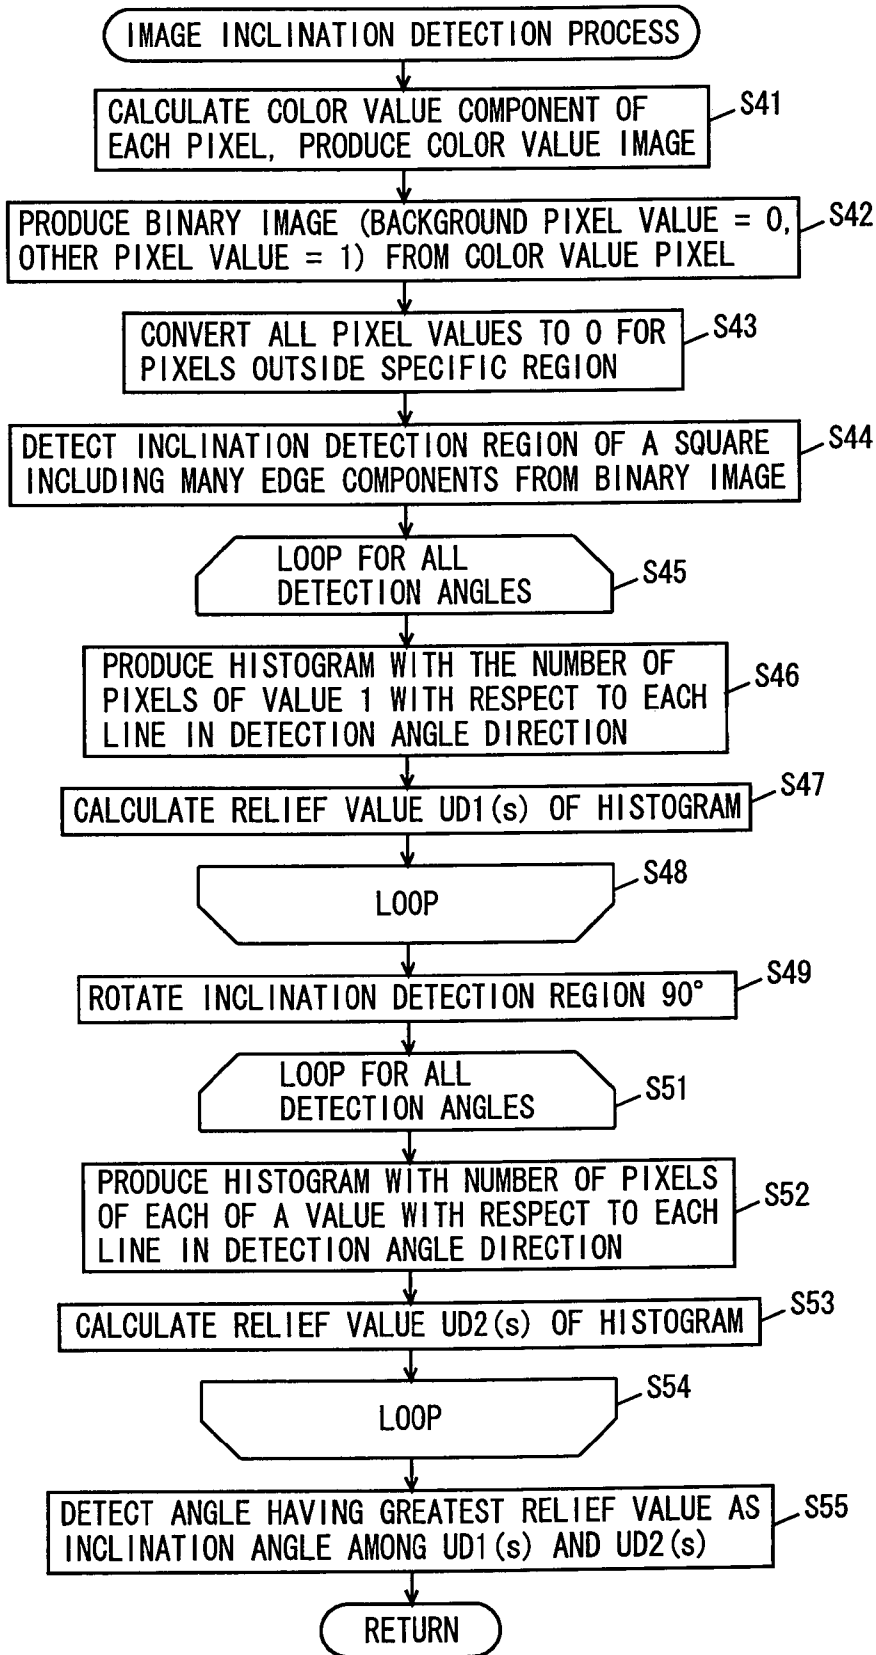 IMAGE INCLINATION DETECTION PROCESS
CALCULATE COLOR VALUE COMPONENT OF
EACH PIXEL, PRODUCE COLOR VALUE IMAGE
S41
PRODUCE BINARY IMAGE (BACKGROUND PIXEL VALUE = 0,
OTHER PIXEL VALUE = 1) FROM COLOR VALUE PIXEL
S42
CONVERT ALL PIXEL VALUES TO 0 FOR
PIXELS OUTSIDE SPECIFIC REGION
S43
DETECT INCLINATION DETECTION REGION OF A SQUARE
INCLUDING MANY EDGE COMPONENTS FROM BINARY IMAGE
S44
LOOP FOR ALL
DETECTION ANGLES
S45
PRODUCE HISTOGRAM WITH THE NUMBER OF
PIXELS OF VALUE 1 WITH RESPECT TO EACH
LINE IN DETECTION ANGLE DIRECTION
S46
CALCULATE RELIEF VALUE UD1(s) OF HISTOGRAM
S47
LOOP
S48
ROTATE INCLINATION DETECTION REGION 90°
S49
LOOP FOR ALL
DETECTION ANGLES
S51
PRODUCE HISTOGRAM WITH NUMBER OF PIXELS
OF EACH OF A VALUE WITH RESPECT TO EACH
LINE IN DETECTION ANGLE DIRECTION
S52
CALCULATE RELIEF VALUE UD2(s) OF HISTOGRAM
S53
LOOP
S54
DETECT ANGLE HAVING GREATEST RELIEF VALUE AS
INCLINATION ANGLE AMONG UD1(s) AND UD2(s)
S55
RETURN